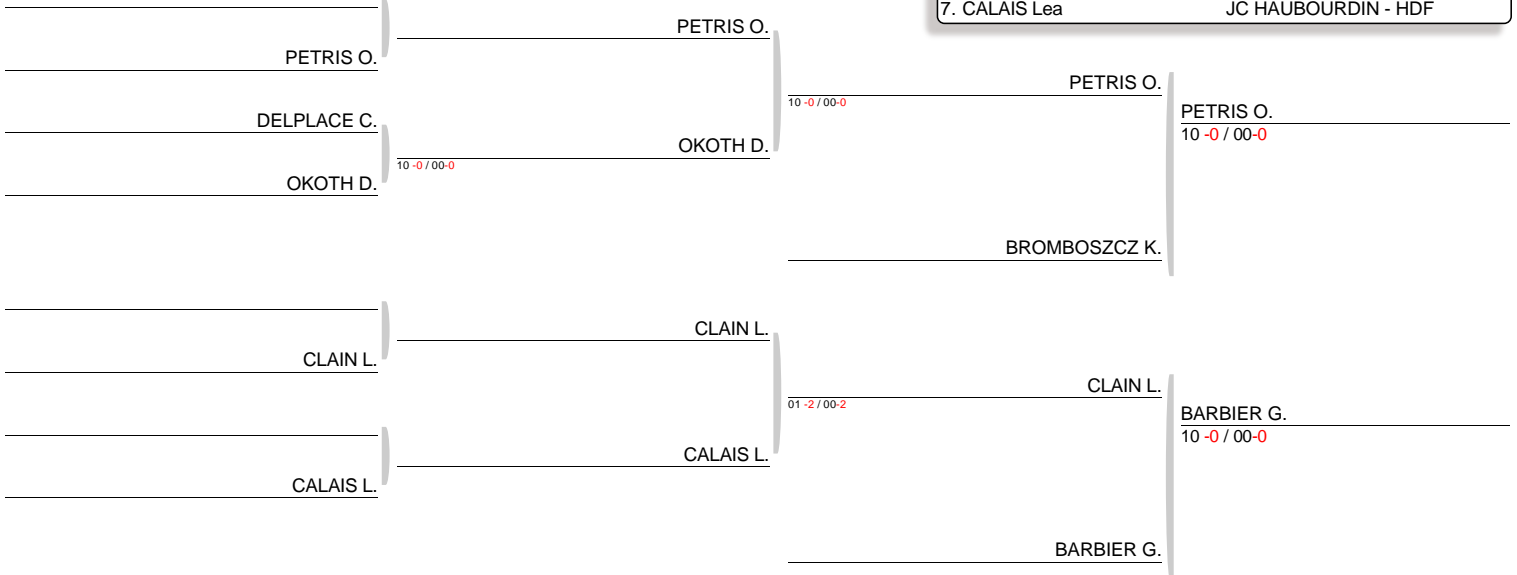 7. CALAIS Lea JC HAUBOURDIN - HDF
PETRIS O.
PETRIS O.
PETRIS O.
10 -0 / 00-0
PETRIS O.
10 -0 / 00-0
DELPLACE C.
OKOTH D.
10 -0 / 00-0
OKOTH D.
BROMBOSZCZ K.
CLAIN L.
CLAIN L.
CLAIN L.
01 -2 / 00-2
BARBIER G.
10 -0 / 00-0
CALAIS L.
CALAIS L.
BARBIER G.